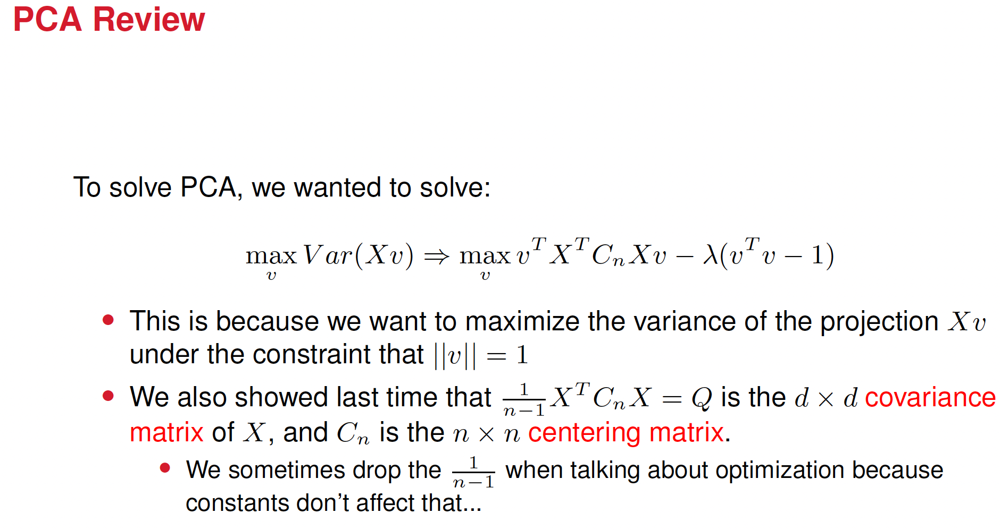 PCA Review
To solve PCA, we wanted to solve:
$\max_{v} Var(Xv) \Rightarrow \max_{v} v^T X^T C_n X v - \lambda(v^T v - 1)$
• This is because we want to maximize the variance of the projection $Xv$
under the constraint that $||v|| = 1$
• We also showed last time that $\frac{1}{n-1} X^T C_n X = Q$ is the $d \times d$ covariance
matrix of $X$, and $C_n$ is the $n \times n$ centering matrix.
• We sometimes drop the $\frac{1}{n-1}$ when talking about optimization because
constants don't affect that...